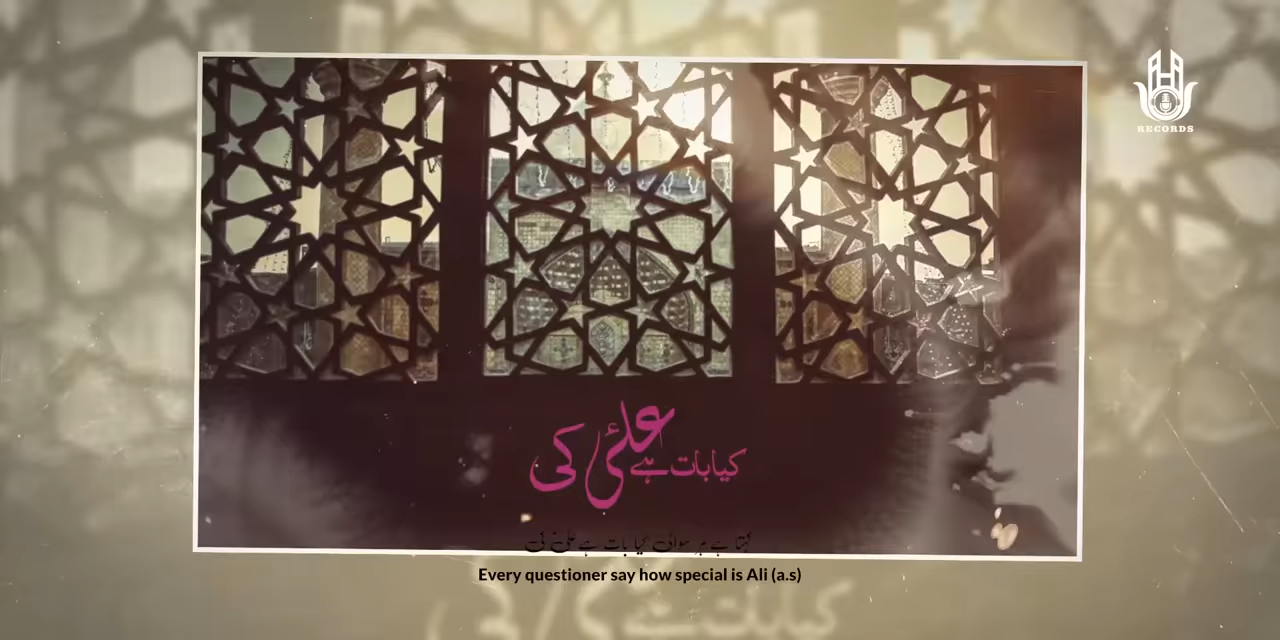 RECORDS
کیا بات ہے علیؑ کی
کہتا ہے ہر سوالی کیا بات ہے علیؑ کی
Every questioner say how special is Ali (a.s)